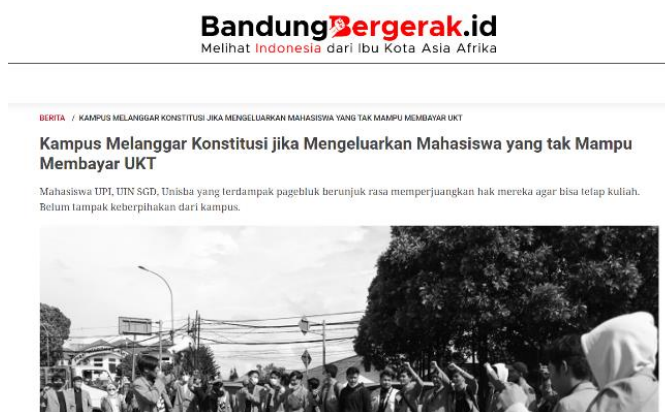 BandungBergerak.id
Melihat Indonesia dari Ibu Kota Asia Afrika
BERITA / KAMPUS MELANGGAR KONSTITUSI JIKA MENGELUARKAN MAHASISWA YANG TAK MAMPU MEMBAYAR UKT
Kampus Melanggar Konstitusi jika Mengeluarkan Mahasiswa yang tak Mampu
Membayar UKT
Mahasiswa UPI, UIN SGD, Unisba yang terdampak pagebluk berunjuk rasa memperjuangkan hak mereka agar bisa tetap kuliah.
Belum tampak keberpihakan dari kampus.